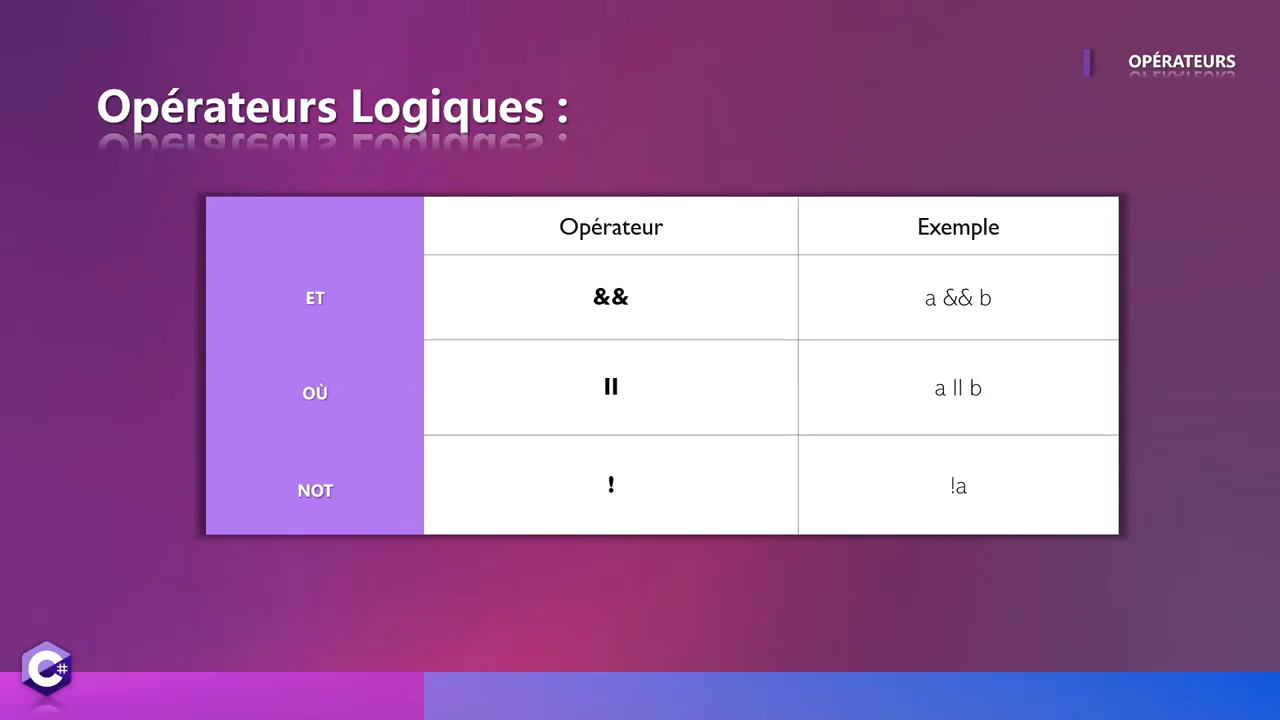 OPÉRATEURS
Opérateurs Logiques :
Opérateur Exemple
ET && a && b
OÙ || a || b
NOT ! !a
C#